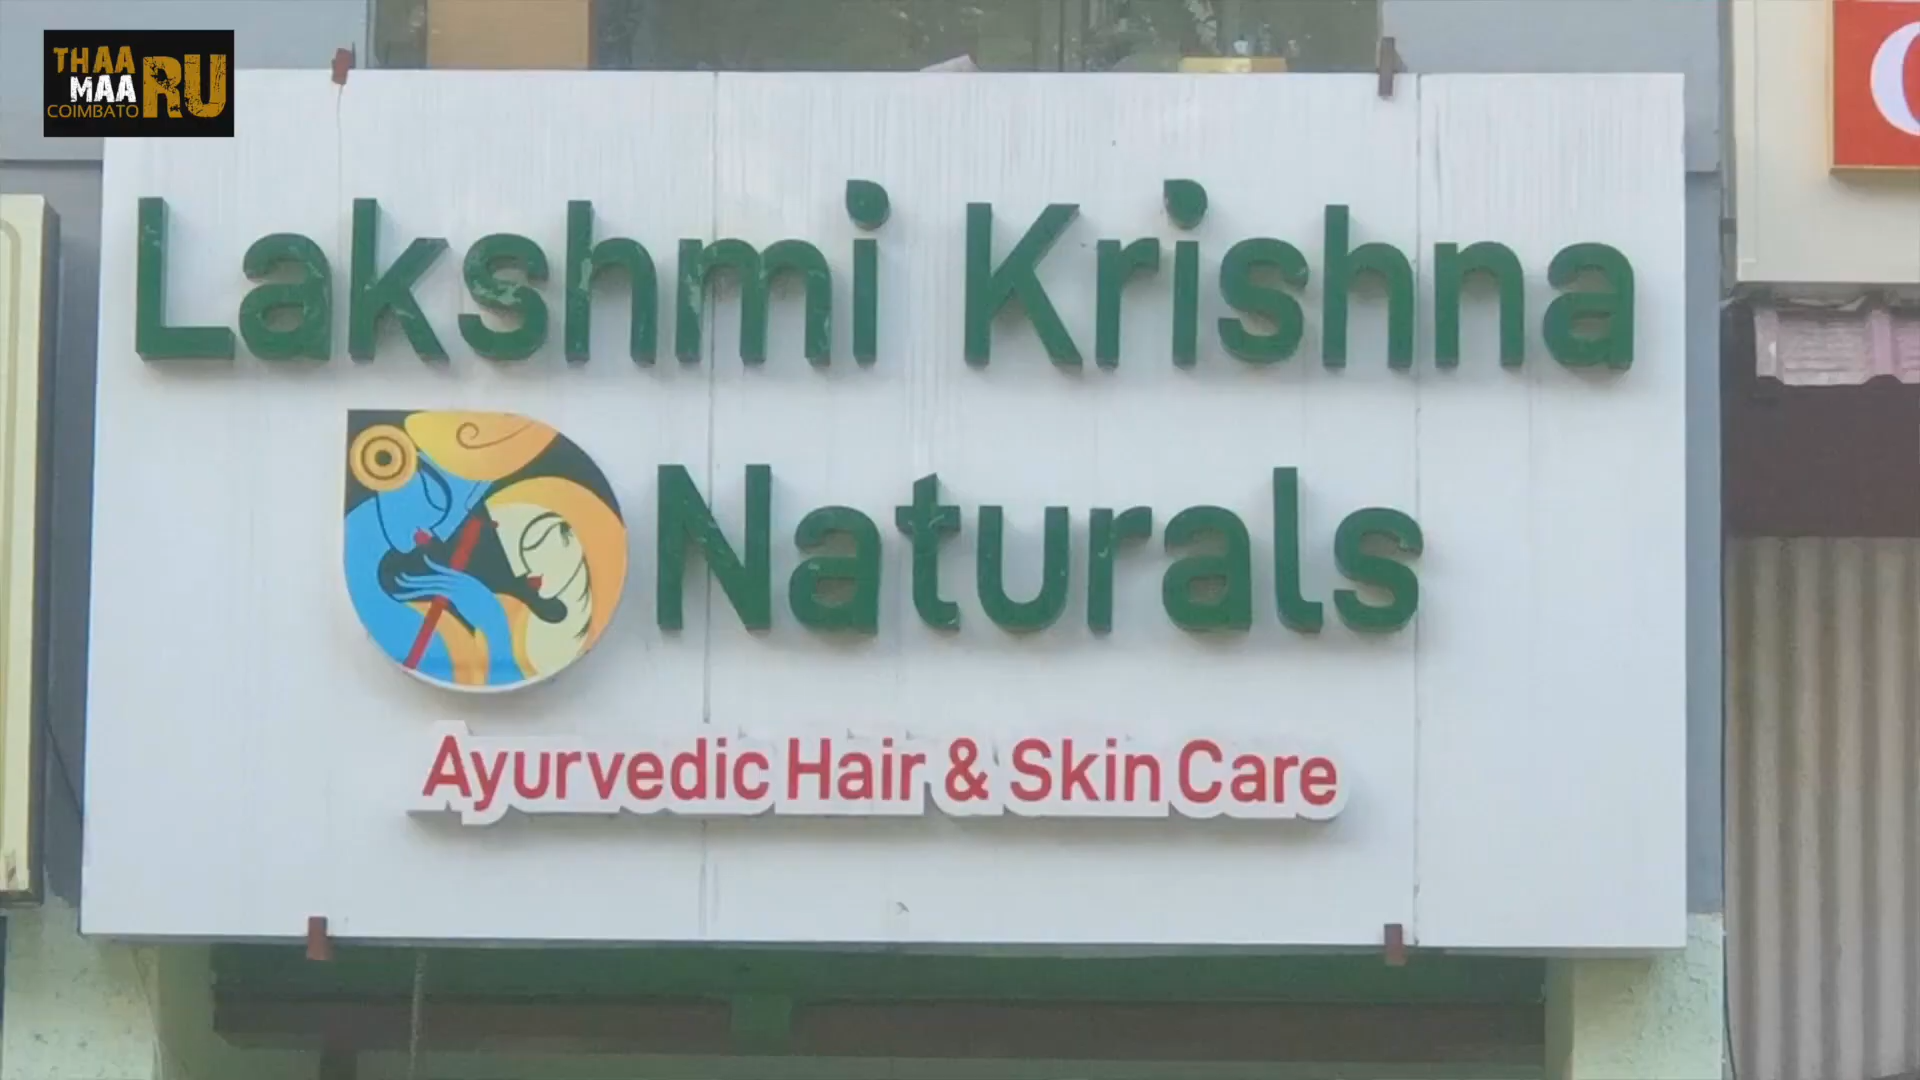 THAA
MAA
COIMBATO
RU
Lakshmi Krishna
Naturals
Ayurvedic Hair & Skin Care